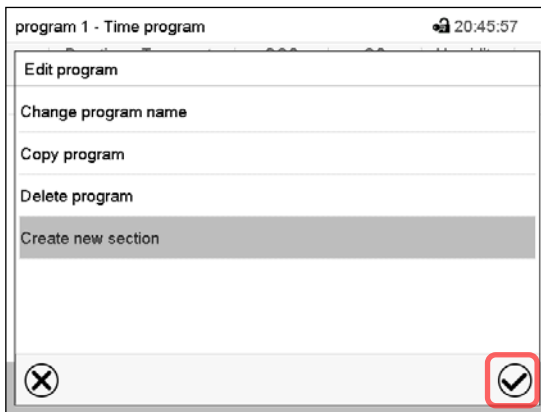 program 1 - Time program 20:45:57
Edit program
Change program name
Copy program
Delete program
Create new section